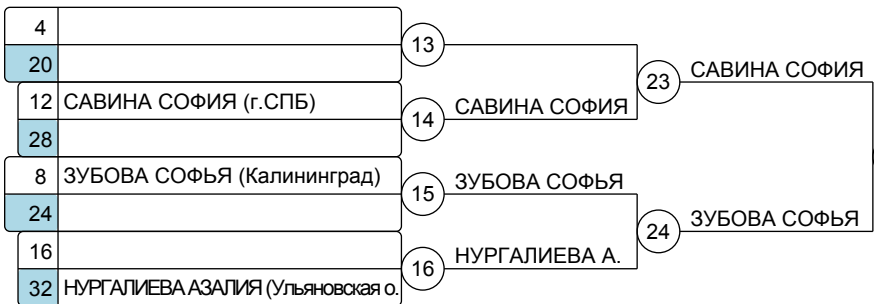 4
13
20
23 САВИНА СОФИЯ
12 САВИНА СОФИЯ (г.СПБ)
14 САВИНА СОФИЯ
28
8 ЗУБОВА СОФЬЯ (Калининград)
15 ЗУБОВА СОФЬЯ
24
24 ЗУБОВА СОФЬЯ
16
16 НУРГАЛИЕВА А.
32 НУРГАЛИЕВА АЗАЛИЯ (Ульяновская о.